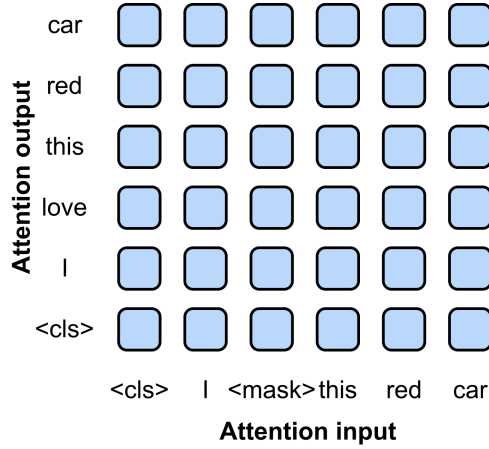 car
red
this
love
I
<cls>
Attention output
<cls> I <mask> this red car
Attention input